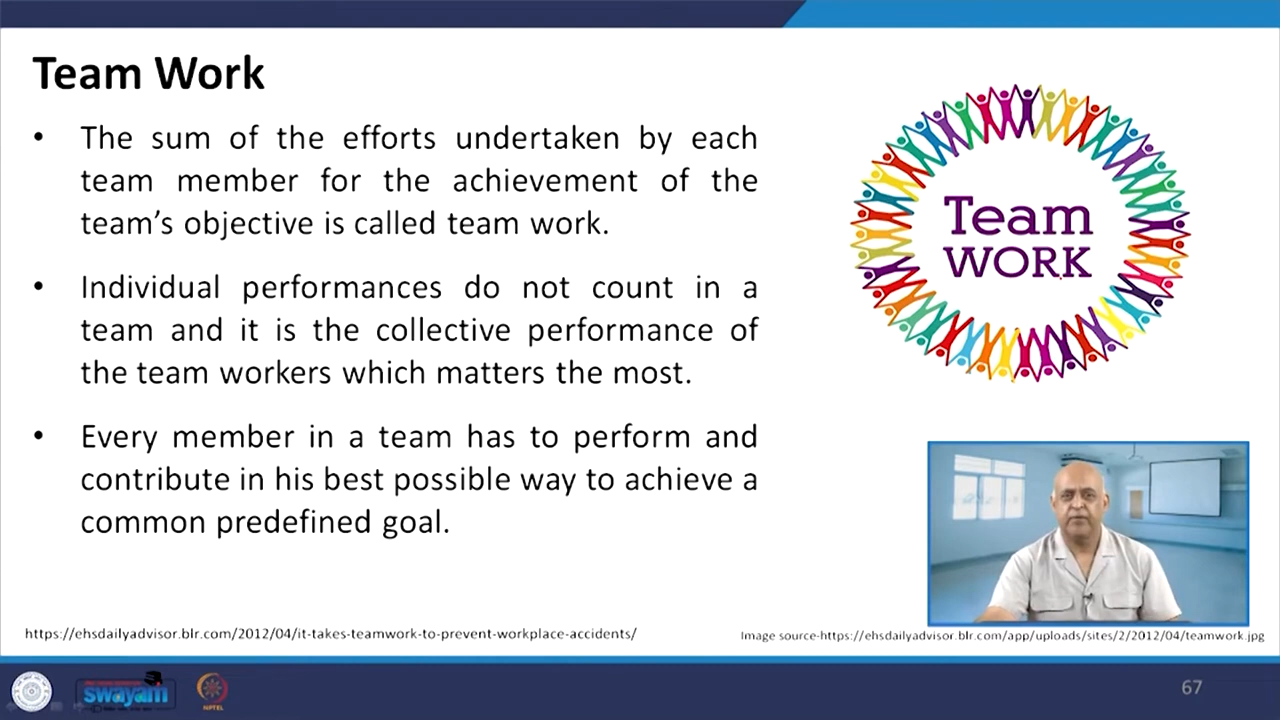 Team Work
• The sum of the efforts undertaken by each
team member for the achievement of the
team's objective is called team work.
• Individual performances do not count in a
team and it is the collective performance of
the team workers which matters the most.
• Every member in a team has to perform and
contribute in his best possible way to achieve a
common predefined goal.
Team
WORK
https://ehsdailyadvisor.blr.com/2012/04/it-takes-teamwork-to-prevent-workplace-accidents/
Image source-https://ehsdailyadvisor.blr.com/app/uploads/sites/2/2012/04/teamwork.jpg
swayam
NPTEL
67